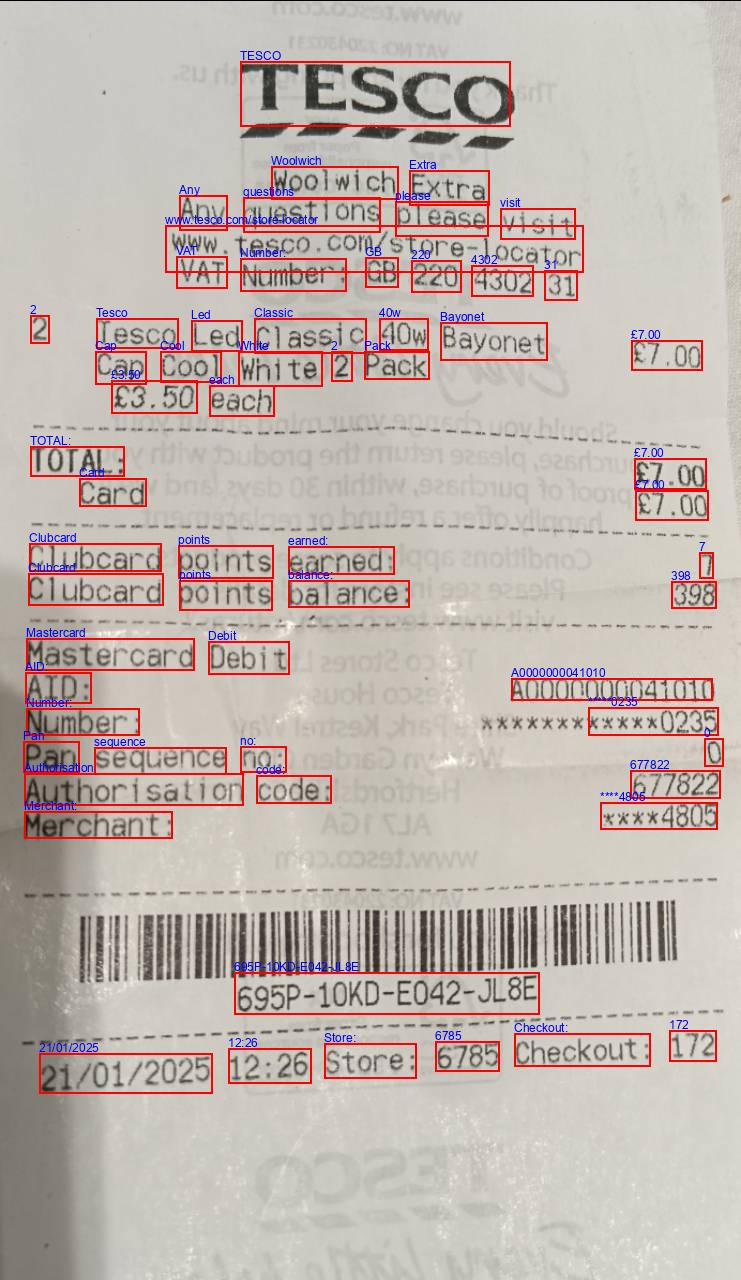 TESCO
Woolwich Extra
Any questions please visit
www.tesco.com/store-locator
VAT Number: GB 220 4302 31
2 Tesco Led Classic 40w Bayonet £7.00
Cap Cool White 2 Pack
£3.50 each
TOTAL: £7.00
Card £7.00
Clubcard points earned: 7
Clubcard points balance: 398
Mastercard Debit
AID: A0000000041010
Number: ************0235
Pan sequence no: 0
Authorisation code: 677822
Merchant: ****4805
695P-10KD-E042-JL8E
21/01/2025 12:26 Store: 6785 Checkout: 172